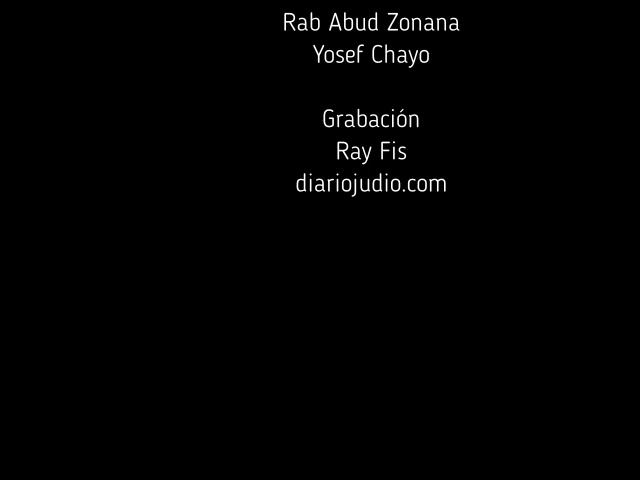 Rab Abud Zonana
Yosef Chayo
Grabación
Ray Fis
diariojudio.com